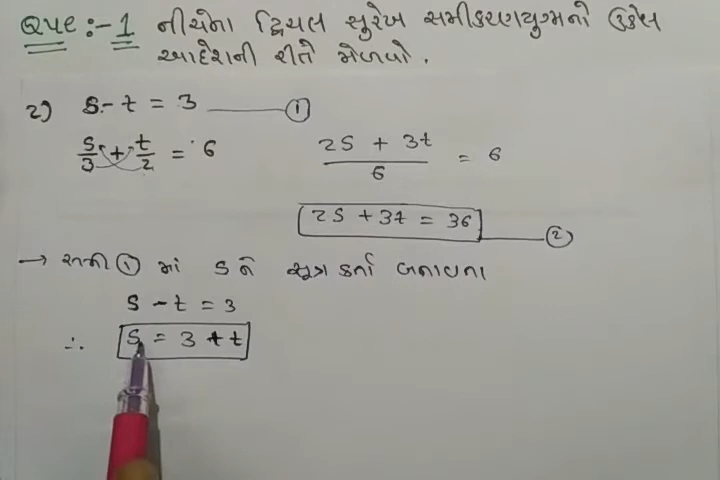 સ્વા :- 1 નીચેના દ્વિચલ સુરેખ સમીકરણયુગ્મનો ઉકેલ
આદેશની રીતે મેળવો.
2) s - t = 3 ①
s/3 + t/2 = 6
(2s + 3t)/6 = 6
2s + 3t = 36 ②
→ સમી ① માં s ને સૂત્ર કર્તા બનાવતા
s - t = 3
∴ s = 3 + t